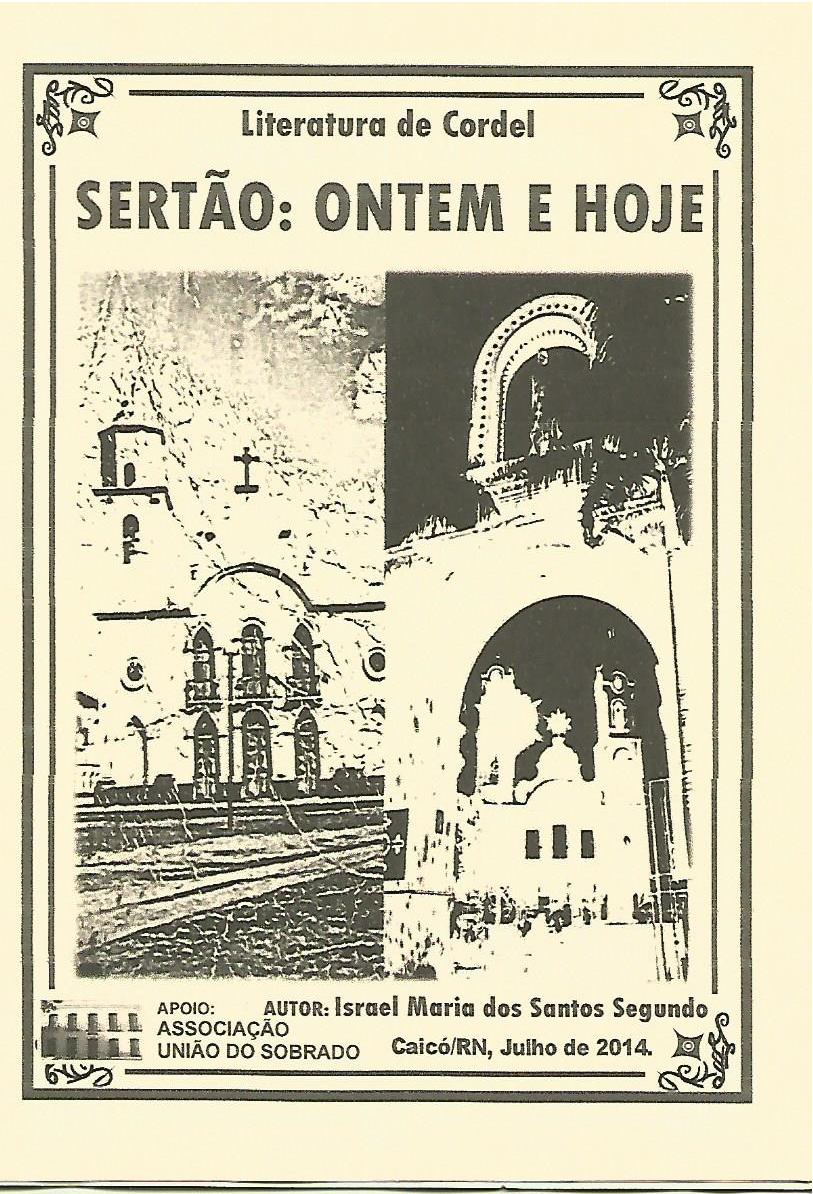 Literatura de Cordel
SERTÃO: ONTEM E HOJE
APOIO:
ASSOCIAÇÃO
UNIÃO DO SOBRADO
AUTOR: Israel Maria dos Santos Segundo
Caicó/RN, Julho de 2014.